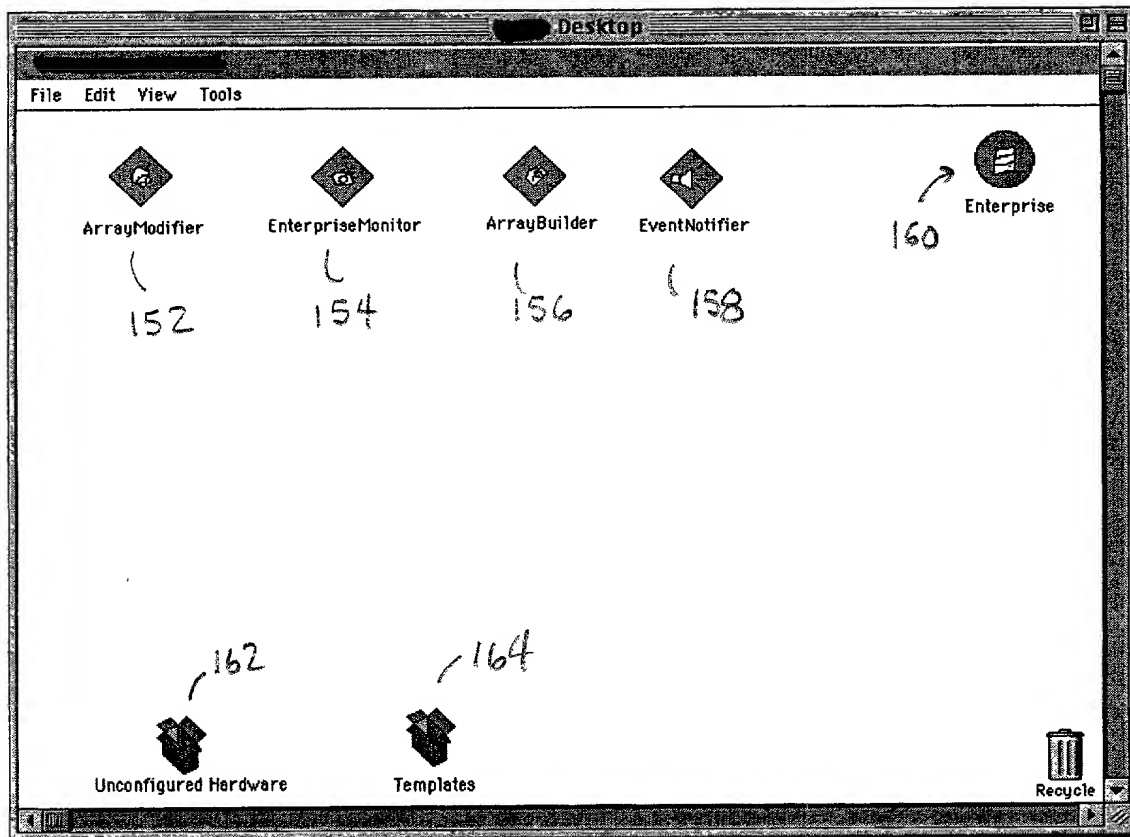 Desktop
File Edit View Tools
ArrayModifier EnterpriseMonitor ArrayBuilder EventNotifier Enterprise
160
152 154 156 158
162 164
Unconfigured Hardware Templates Recycle